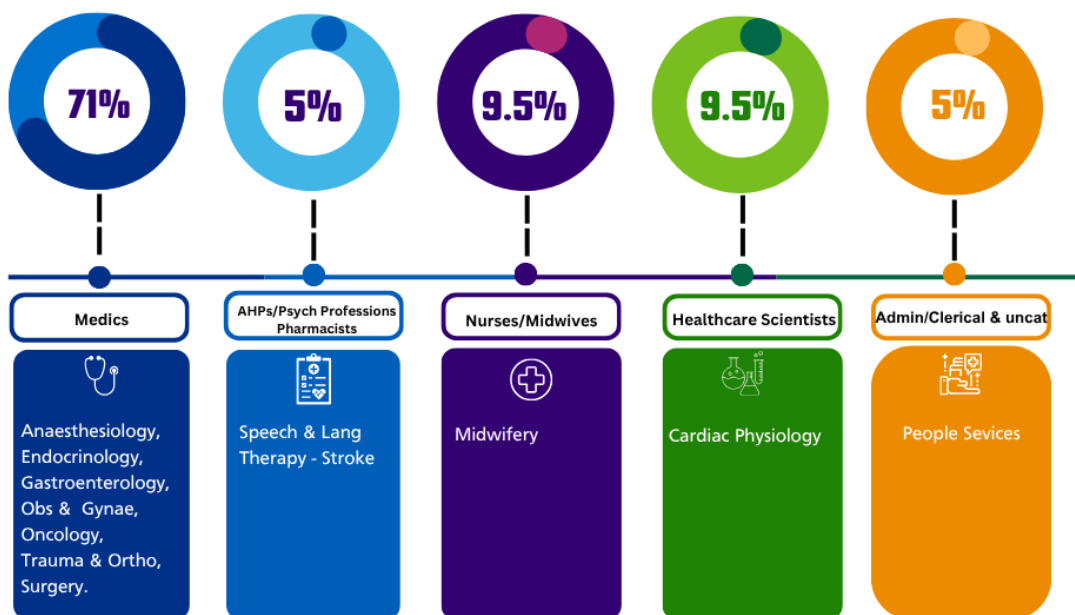 71%
5%
9.5%
9.5%
5%
Medics
AHPs/Psych Professions
Pharmacists
Nurses/Midwives
Healthcare Scientists
Admin/Clerical & uncat
Anaesthesiology,
Endocrinology,
Gastroenterology,
Obs & Gynae,
Oncology,
Trauma & Ortho,
Surgery.
Speech & Lang
Therapy - Stroke
Midwifery
Cardiac Physiology
People Sevices